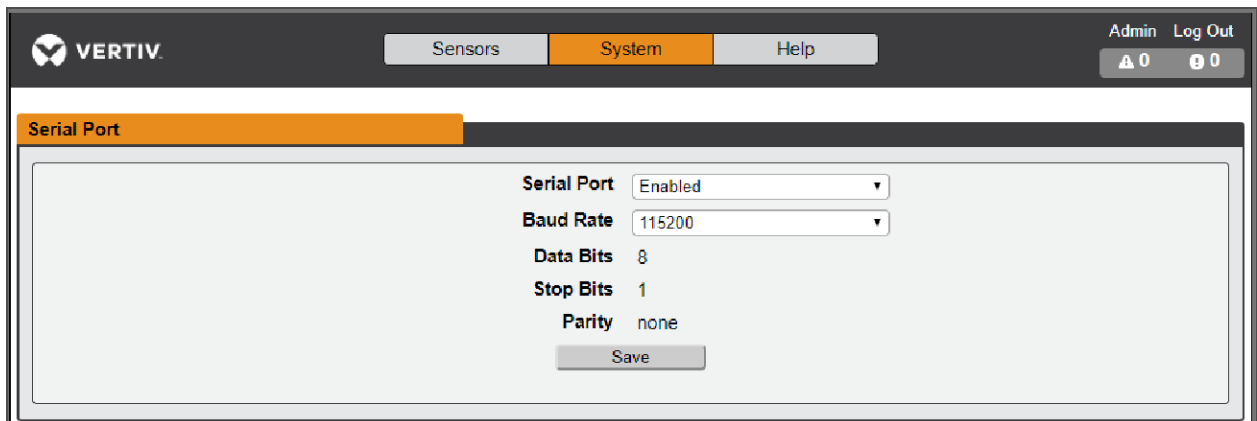 VERTIV.
Sensors System Help
Admin Log Out
0 0
Serial Port
Serial Port Enabled
Baud Rate 115200
Data Bits 8
Stop Bits 1
Parity none
Save